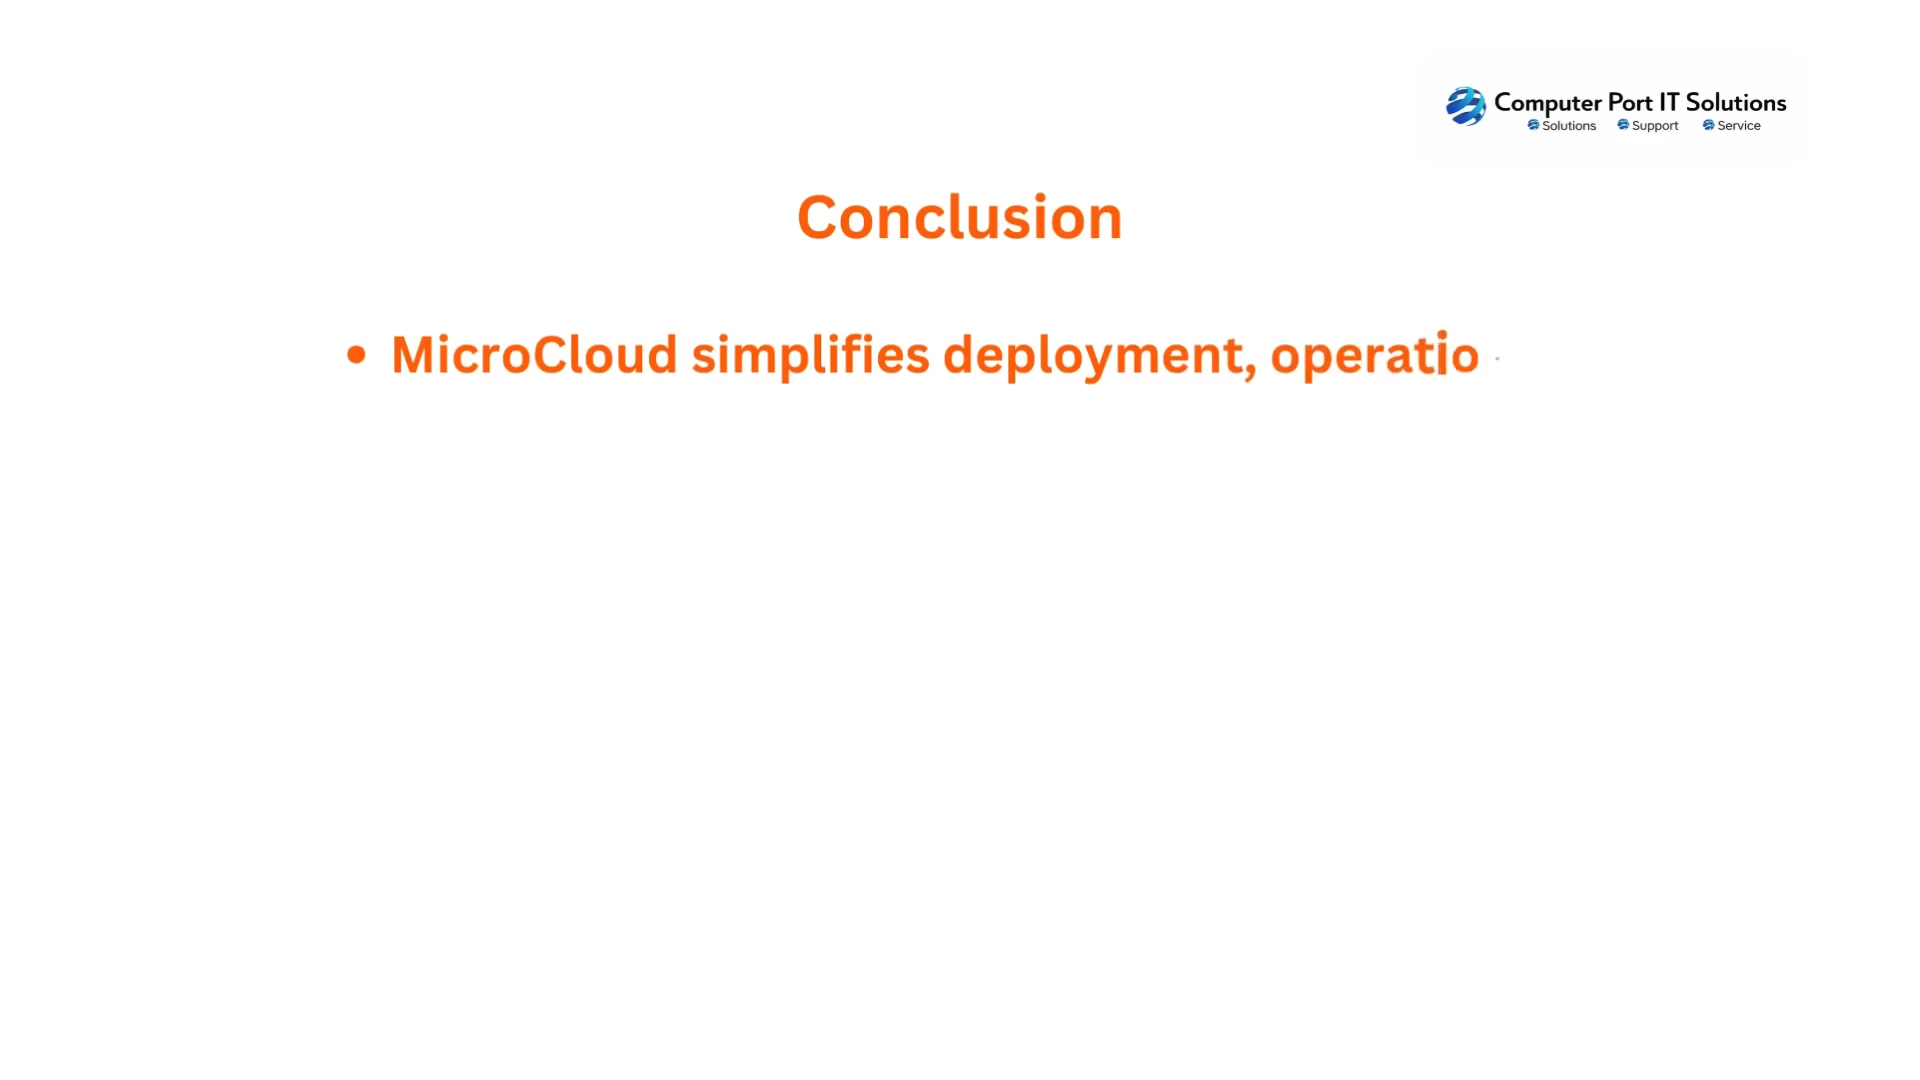 Computer Port IT Solutions
Solutions Support Service
Conclusion
• MicroCloud simplifies deployment, operatio